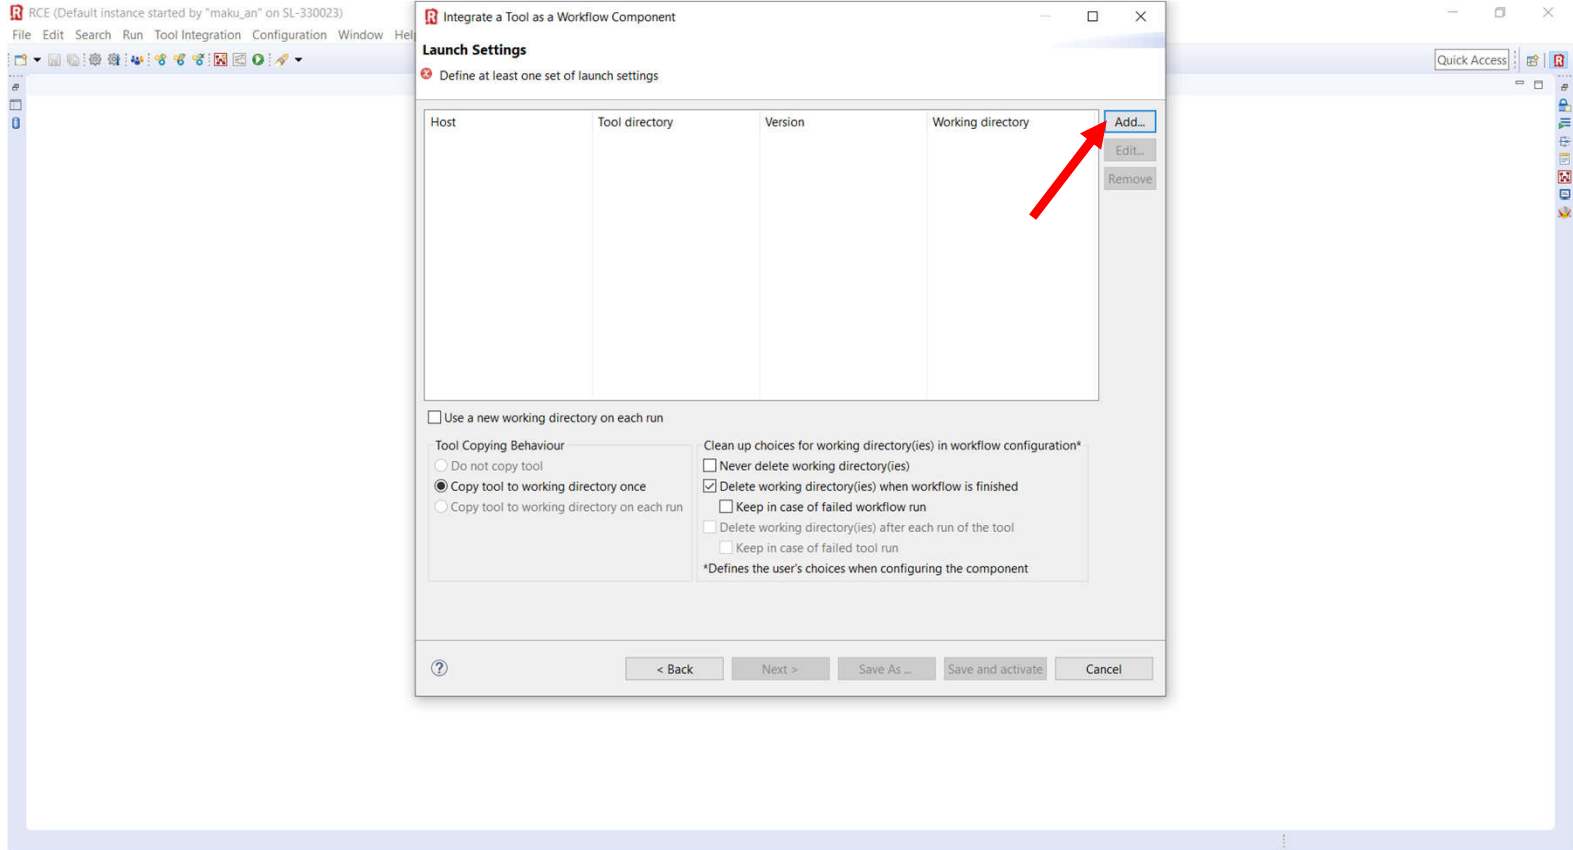 RCE (Default instance started by "maku_an" on SL-330023)
File Edit Search Run Tool Integration Configuration Window Help
Quick Access
Integrate a Tool as a Workflow Component
Launch Settings
Define at least one set of launch settings
Host Tool directory Version Working directory
Add...
Edit...
Remove
Use a new working directory on each run
Tool Copying Behaviour
Do not copy tool
Copy tool to working directory once
Copy tool to working directory on each run
Clean up choices for working directory(ies) in workflow configuration*
Never delete working directory(ies)
Delete working directory(ies) when workflow is finished
Keep in case of failed workflow run
Delete working directory(ies) after each run of the tool
Keep in case of failed tool run
*Defines the user's choices when configuring the component
< Back Next > Save As ... Save and activate Cancel